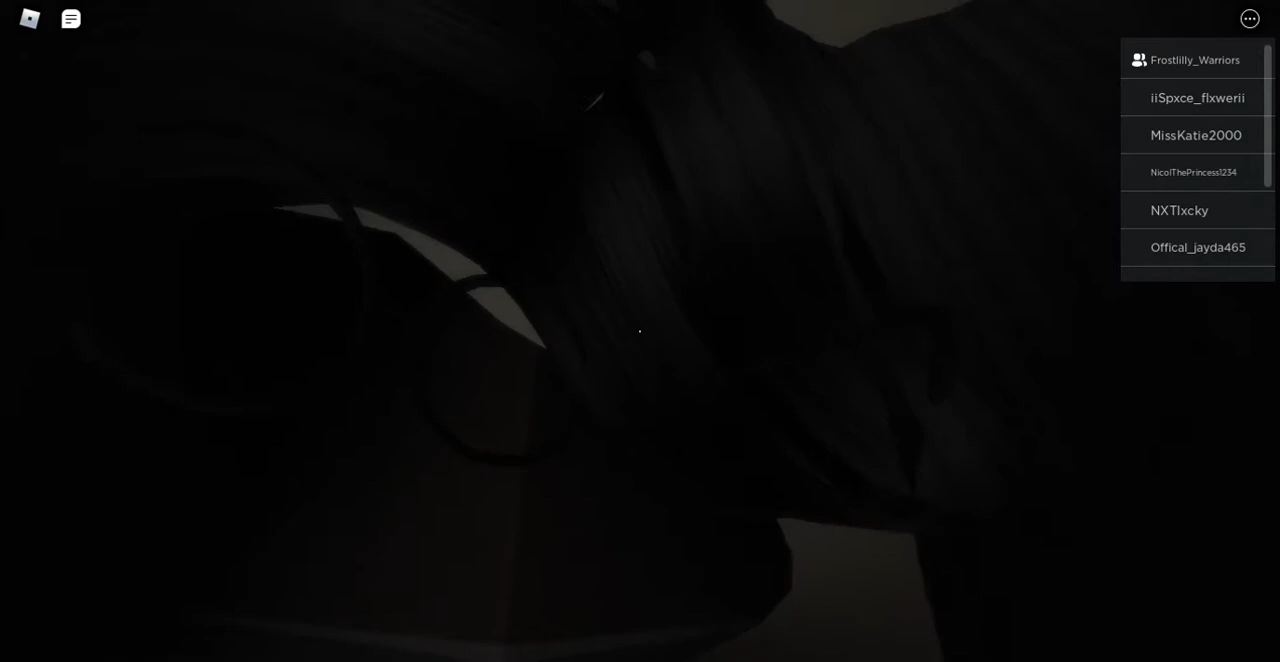 Frostlilly_Warriors
iiSpxce_flxwerii
MissKatie2000
NicolThePrincess1234
NXTlxcky
Offical_jayda465